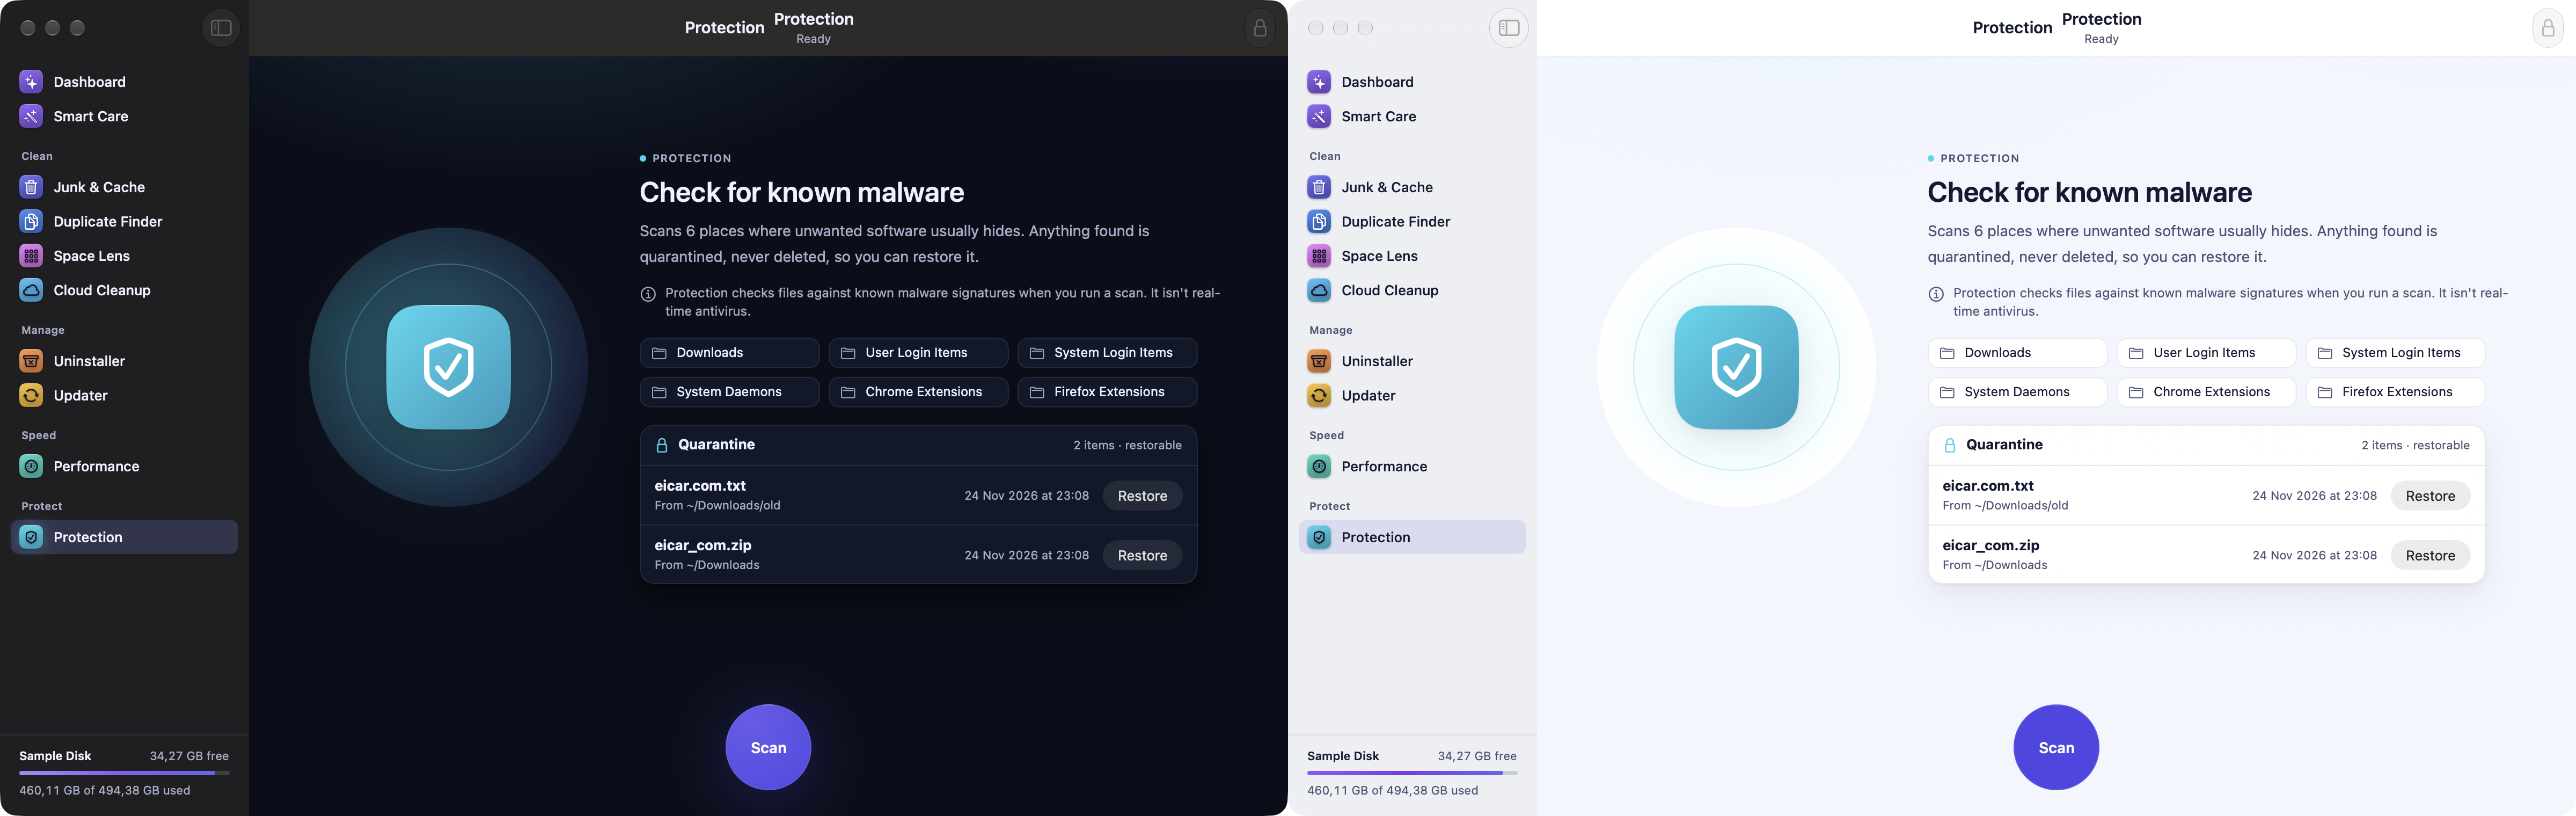 Protection
Protection
Ready
Dashboard
Smart Care
Clean
Junk & Cache
Duplicate Finder
Space Lens
Cloud Cleanup
Manage
Uninstaller
Updater
Speed
Performance
Protect
Protection
Sample Disk
34,27 GB free
460,11 GB of 494,38 GB used
PROTECTION
Check for known malware
Scans 6 places where unwanted software usually hides. Anything found is
quarantined, never deleted, so you can restore it.
Protection checks files against known malware signatures when you run a scan. It isn't real-
time antivirus.
Downloads
User Login Items
System Login Items
System Daemons
Chrome Extensions
Firefox Extensions
Quarantine
2 items · restorable
eicar.com.txt
From ~/Downloads/old
24 Nov 2026 at 23:08
Restore
eicar_com.zip
From ~/Downloads
24 Nov 2026 at 23:08
Restore
Scan
Protection
Protection
Ready
Dashboard
Smart Care
Clean
Junk & Cache
Duplicate Finder
Space Lens
Cloud Cleanup
Manage
Uninstaller
Updater
Speed
Performance
Protect
Protection
Sample Disk
34,27 GB free
460,11 GB of 494,38 GB used
PROTECTION
Check for known malware
Scans 6 places where unwanted software usually hides. Anything found is
quarantined, never deleted, so you can restore it.
Protection checks files against known malware signatures when you run a scan. It isn't real-
time antivirus.
Downloads
User Login Items
System Login Items
System Daemons
Chrome Extensions
Firefox Extensions
Quarantine
2 items · restorable
eicar.com.txt
From ~/Downloads/old
24 Nov 2026 at 23:08
Restore
eicar_com.zip
From ~/Downloads
24 Nov 2026 at 23:08
Restore
Scan